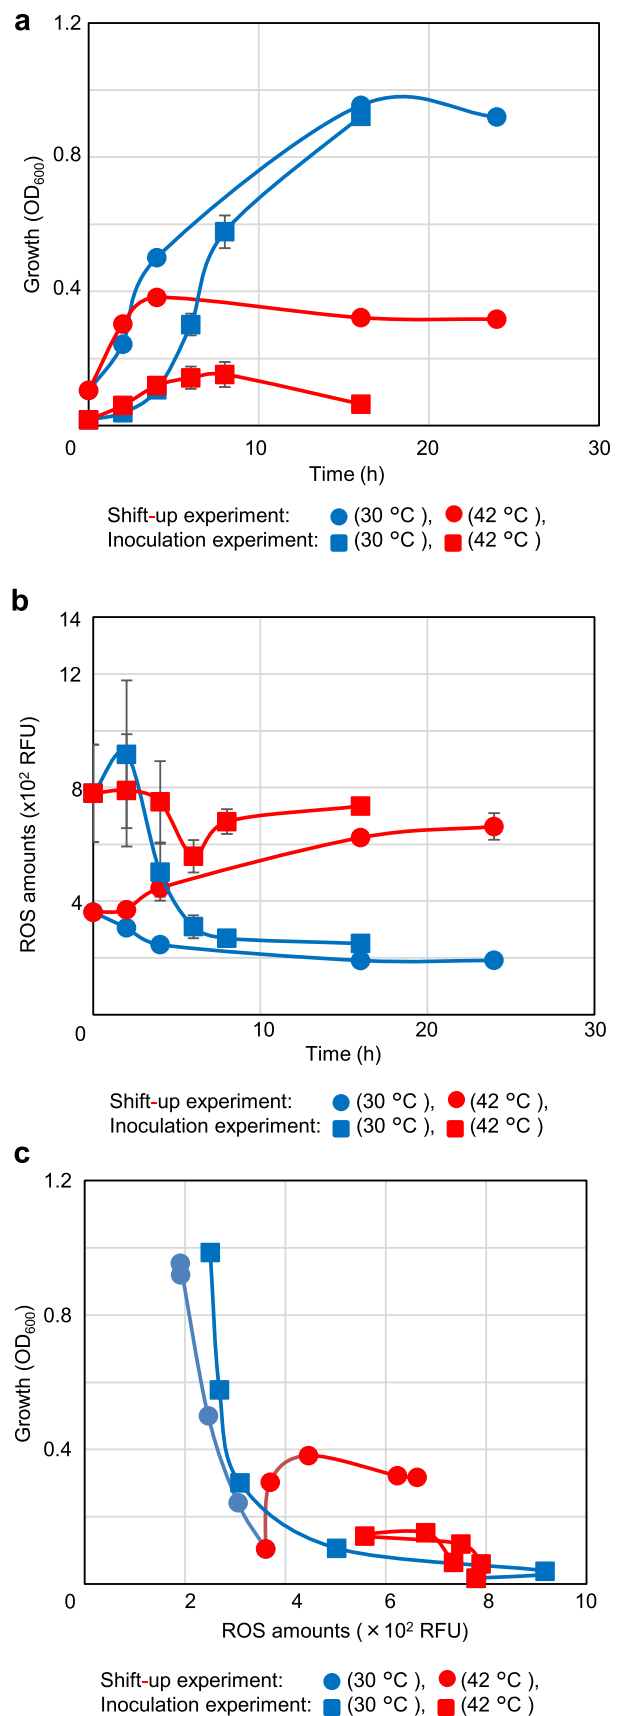 a
1.2
0.8
0.4
Growth (OD600)
0 10 20 30
Time (h)
Shift-up experiment: (30 °C ), (42 °C ),
Inoculation experiment: (30 °C ), (42 °C )
b
14
12
8
4
ROS amounts (x10² RFU)
0 10 20 30
Time (h)
Shift-up experiment: (30 °C ), (42 °C ),
Inoculation experiment: (30 °C ), (42 °C )
c
1.2
0.8
0.4
Growth (OD600)
0 2 4 6 8 10
ROS amounts (×10² RFU)
Shift-up experiment: (30 °C ), (42 °C ),
Inoculation experiment: (30 °C ), (42 °C )